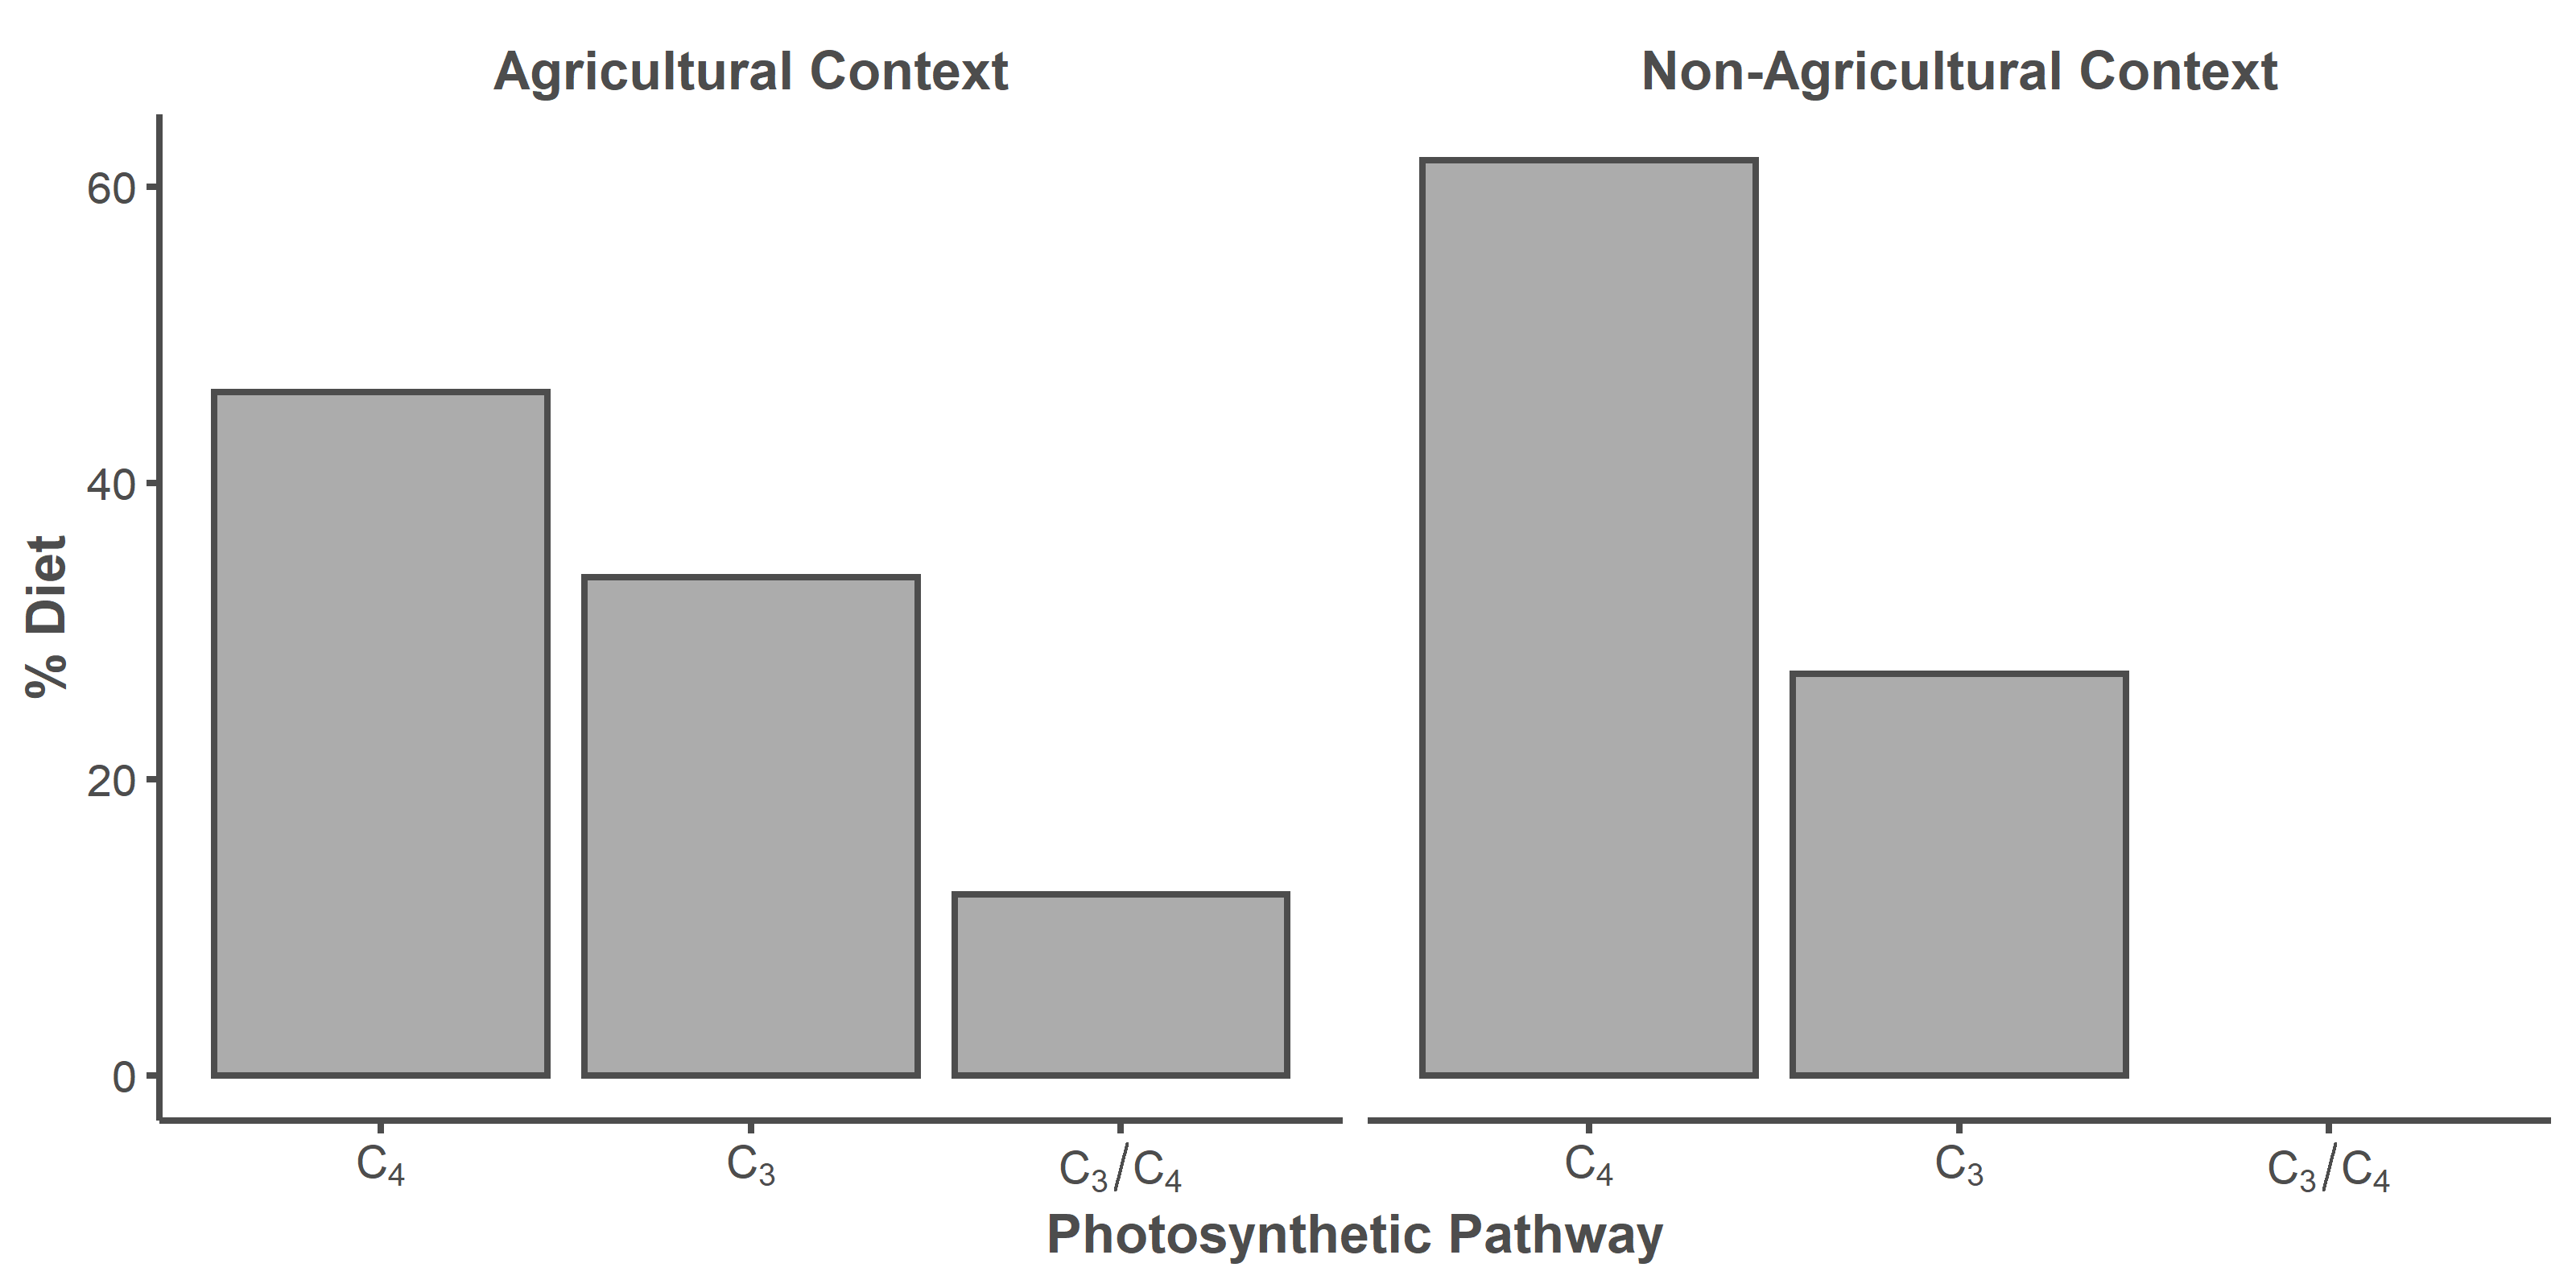 Agricultural Context
Non-Agricultural Context
% Diet
60
40
20
0
C₄ C₃ C₃/C₄
C₄ C₃ C₃/C₄
Photosynthetic Pathway